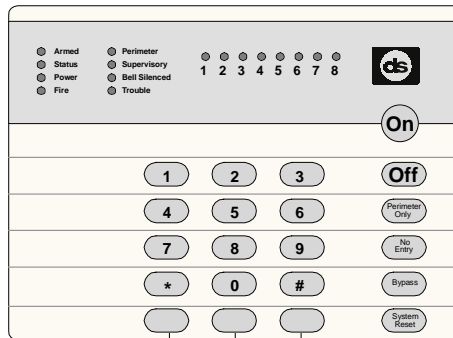 Armed Perimeter
Status Supervisory
Power Bell Silenced
Fire Trouble
1 2 3 4 5 6 7 8
ds
On
1 2 3 Off
4 5 6 Perimeter Only
7 8 9 No Entry
* 0 # Bypass
System Reset